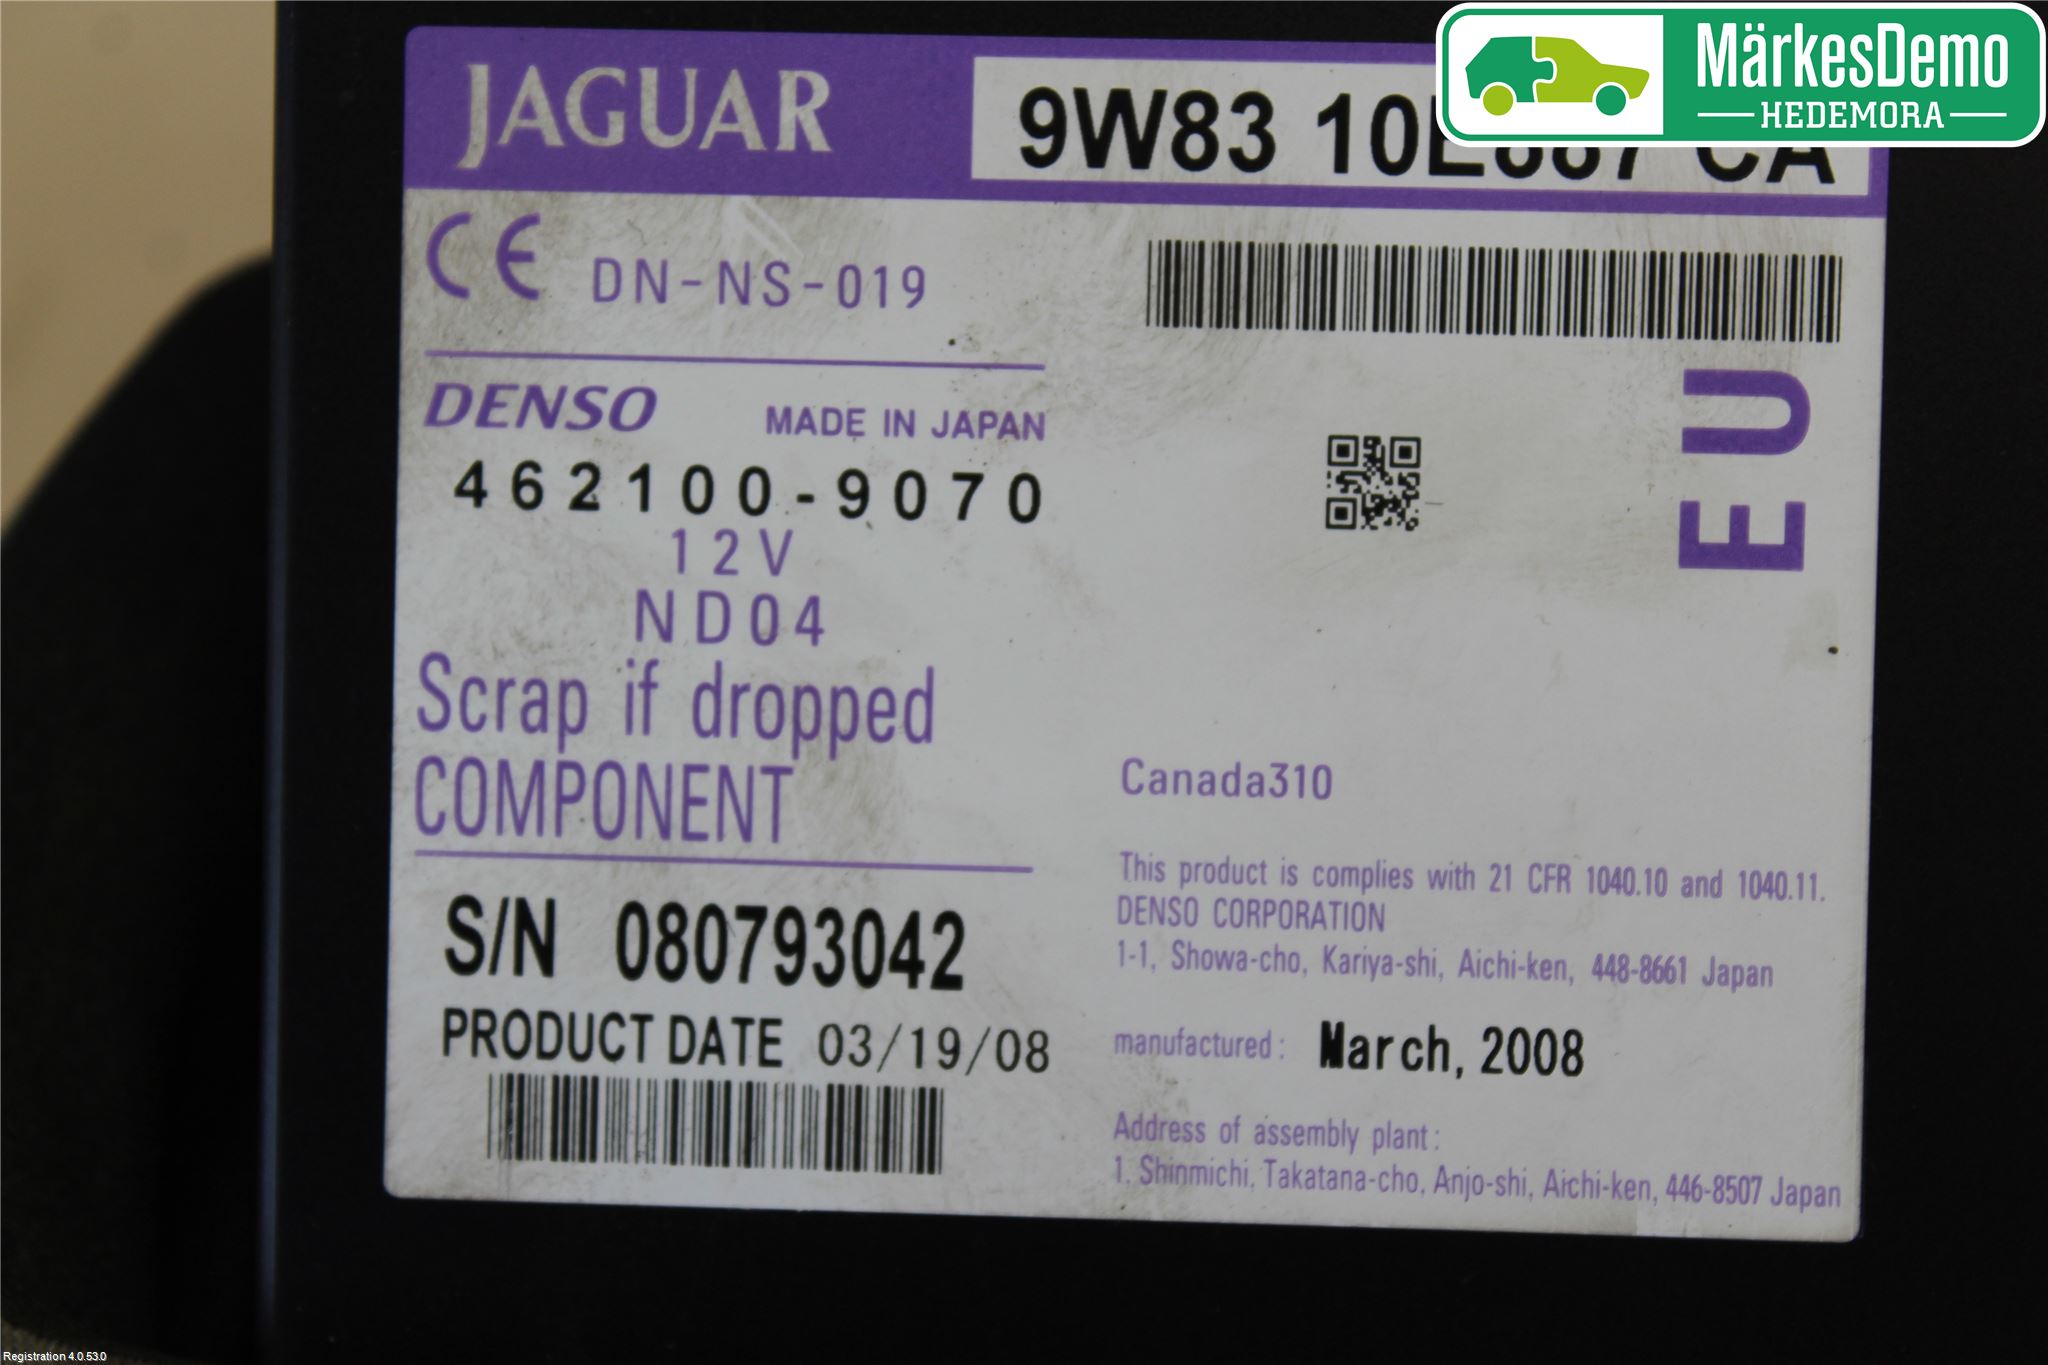 JAGUAR
9W83 CA
MärkesDemo
HEDEMORA
CE DN-NS-019
DENSO MADE IN JAPAN
462100-9070
12V
ND04
Scrap if dropped
COMPONENT
S/N 080793042
PRODUCT DATE 03/19/08
EU
Canada310
This product is complies with 21 CFR 1040.10 and 1040.11.
DENSO CORPORATION
1-1, Showa-cho, Kariya-shi, Aichi-ken, 448-8661 Japan
manufactured: March, 2008
Address of assembly plant:
1, Shinmichi, Takatana-cho, Anjo-shi, Aichi-ken, 446-8507 Japan
Registration 4.0.53.0